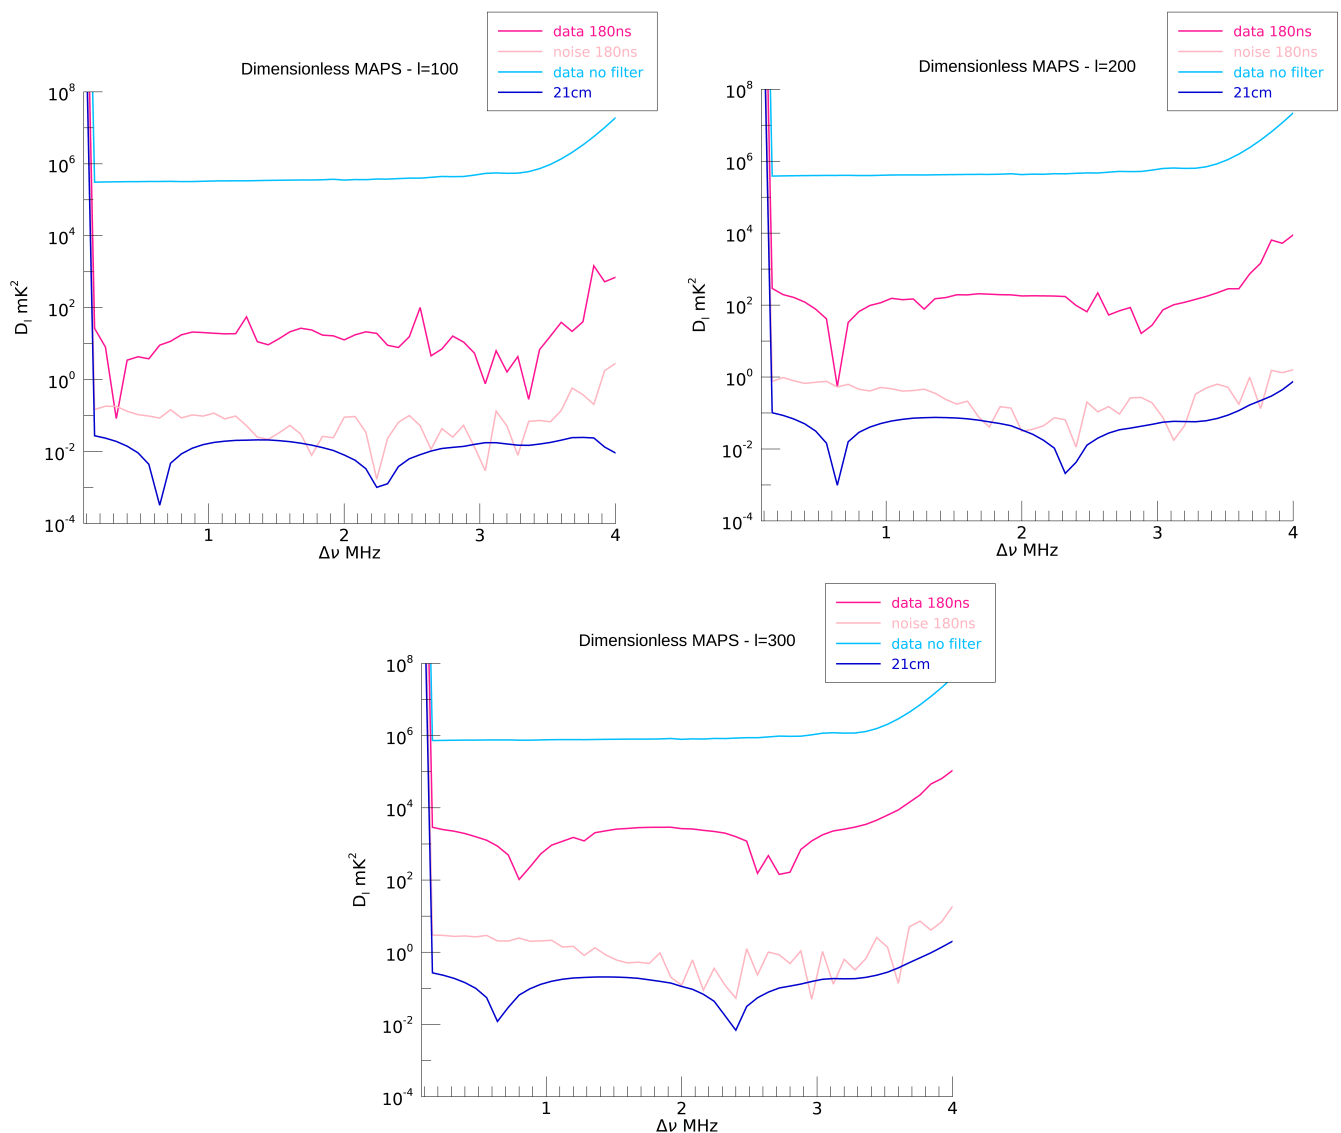 Dimensionless MAPS - l=100
data 180ns
noise 180ns
data no filter
21cm
10^8
10^6
10^4
10^2
10^0
10^-2
10^-4
D_l mK^2
1 2 3 4
Δν MHz
Dimensionless MAPS - l=200
data 180ns
noise 180ns
data no filter
21cm
10^8
10^6
10^4
10^2
10^0
10^-2
10^-4
D_l mK^2
1 2 3 4
Δν MHz
Dimensionless MAPS - l=300
data 180ns
noise 180ns
data no filter
21cm
10^8
10^6
10^4
10^2
10^0
10^-2
10^-4
D_l mK^2
1 2 3 4
Δν MHz